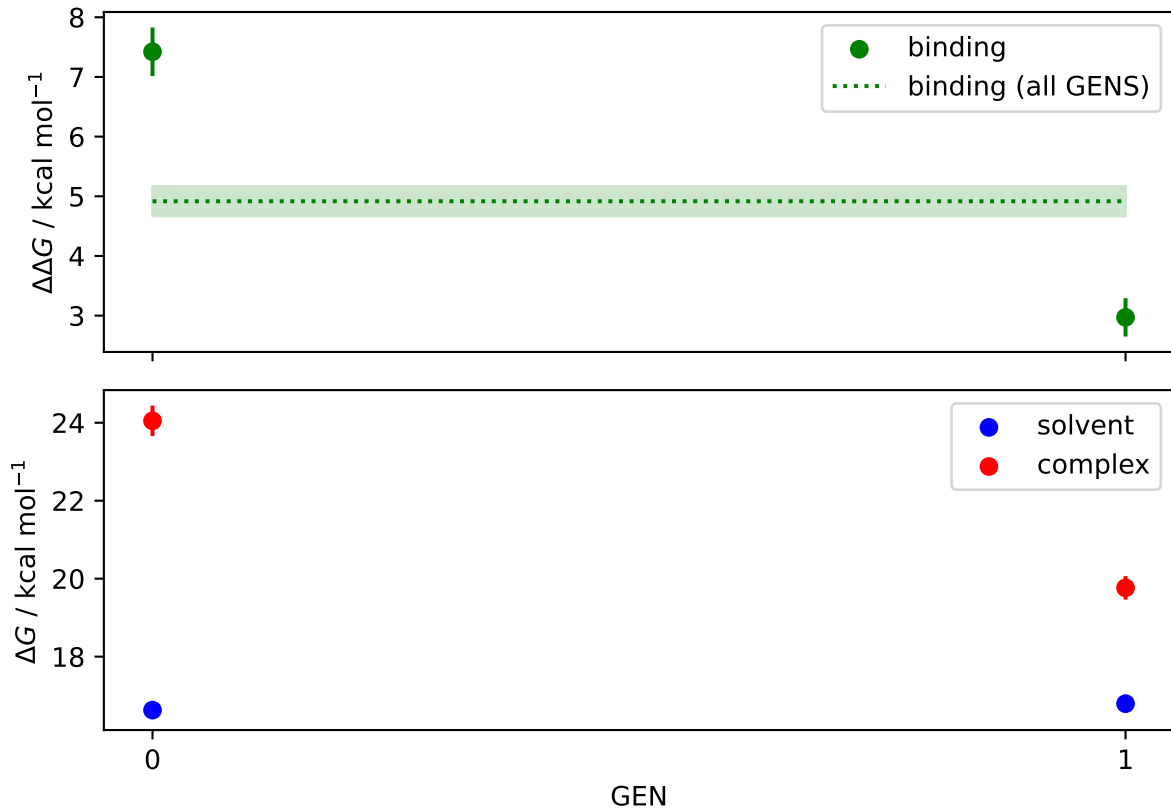 8
7
6
5
4
3
ΔΔG / kcal mol⁻¹
binding
binding (all GENS)
24
22
20
18
ΔG / kcal mol⁻¹
solvent
complex
0
1
GEN